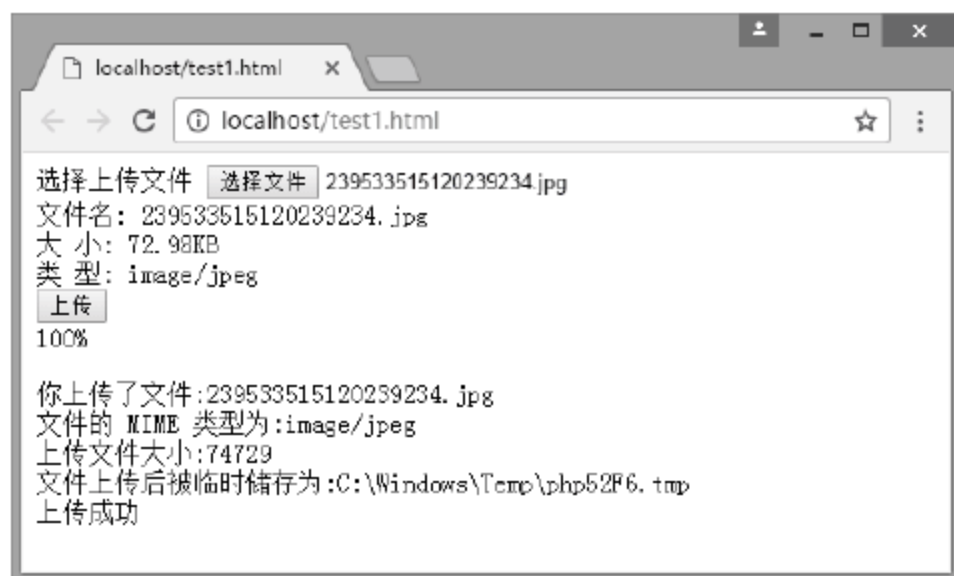 localhost/test1.html
localhost/test1.html
选择上传文件 选择文件 239533515120239234.jpg
文件名: 239533515120239234.jpg
大 小: 72.98KB
类 型: image/jpeg
上传
100%
你上传了文件:239533515120239234.jpg
文件的 MIME 类型为:image/jpeg
上传文件大小:74729
文件上传后被临时储存为:C:\Windows\Temp\php52F6.tmp
上传成功